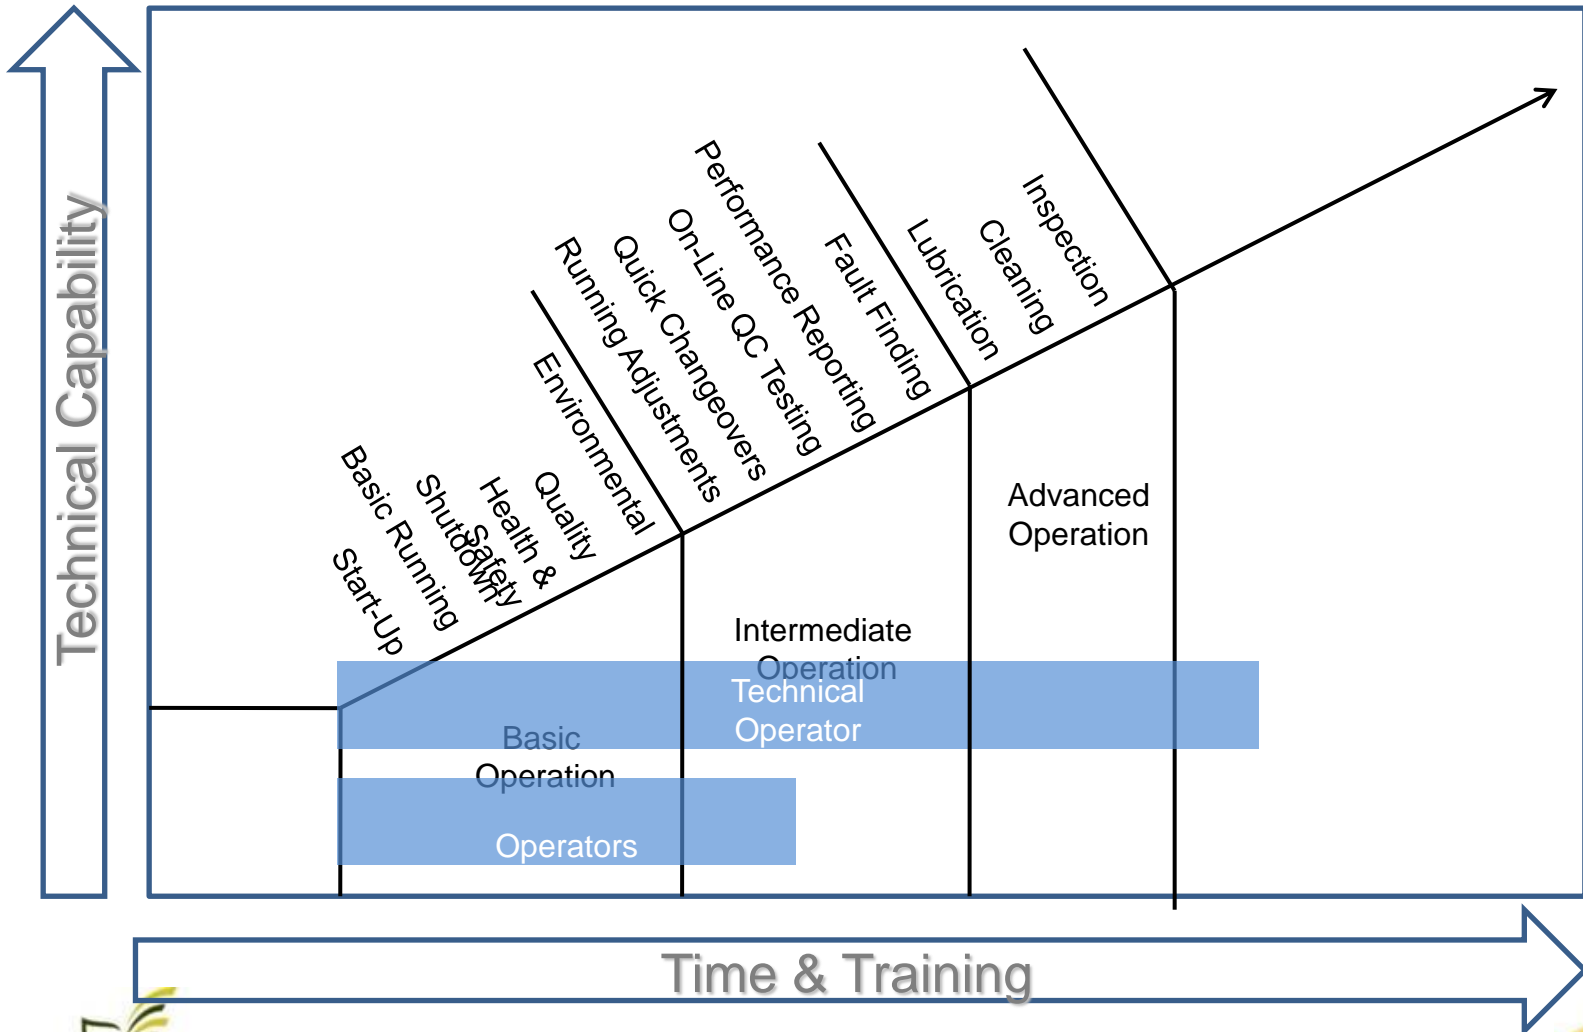 Technical Capability
Start-Up
Basic Running
Shutdown
Health &
Safety
Quality
Environmental
Running Adjustments
Quick Changeovers
On-Line QC Testing
Performance Reporting
Fault Finding
Lubrication
Cleaning
Inspection
Advanced
Operation
Intermediate
Operation
Technical
Operator
Basic
Operation
Operators
Time & Training